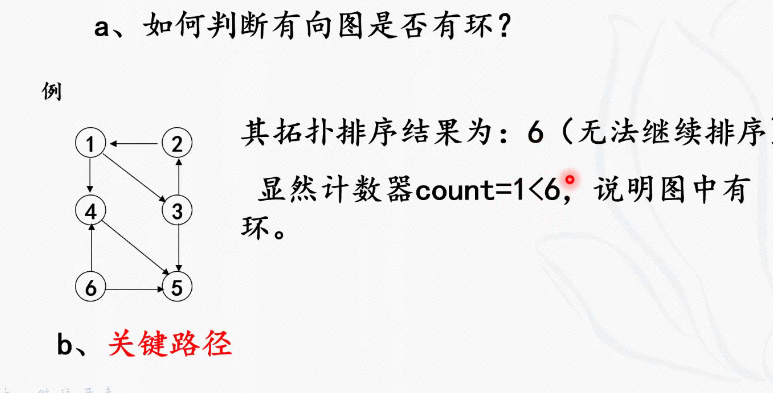 a、如何判断有向图是否有环？
例
其拓扑排序结果为：6（无法继续排序）
1 2
显然计数器count=1<6，说明图中有
4 3
环。
6 5
b、关键路径